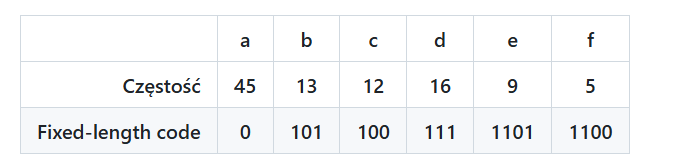 a b c d e f
Częstość 45 13 12 16 9 5
Fixed-length code 0 101 100 111 1101 1100